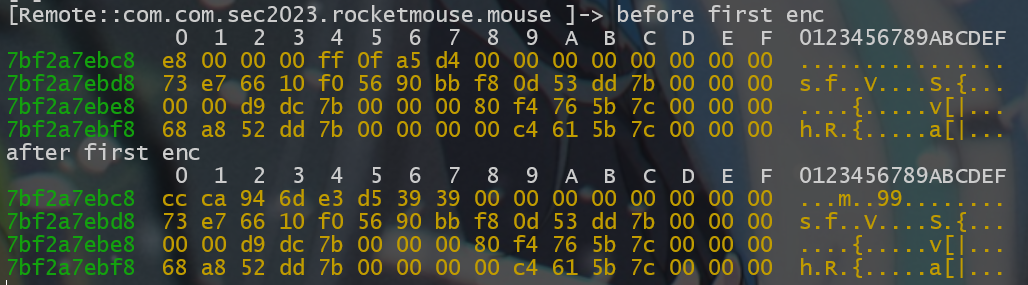 [Remote::com.com.sec2023.rocketmouse.mouse ]-> before first enc
0 1 2 3 4 5 6 7 8 9 A B C D E F 0123456789ABCDEF
7bf2a7ebc8 e8 00 00 00 ff 0f a5 d4 00 00 00 00 00 00 00 00 ................
7bf2a7ebd8 73 e7 66 10 f0 56 90 bb f8 0d 53 dd 7b 00 00 00 s.f..V....S.{...
7bf2a7ebe8 00 00 d9 dc 7b 00 00 00 80 f4 76 5b 7c 00 00 00 ....{.....v[|...
7bf2a7ebf8 68 a8 52 dd 7b 00 00 00 00 c4 61 5b 7c 00 00 00 h.R.{.....a[|...
after first enc
0 1 2 3 4 5 6 7 8 9 A B C D E F 0123456789ABCDEF
7bf2a7ebc8 cc ca 94 6d e3 d5 39 39 00 00 00 00 00 00 00 00 ...m..99........
7bf2a7ebd8 73 e7 66 10 f0 56 90 bb f8 0d 53 dd 7b 00 00 00 s.f..V....S.{...
7bf2a7ebe8 00 00 d9 dc 7b 00 00 00 80 f4 76 5b 7c 00 00 00 ....{.....v[|...
7bf2a7ebf8 68 a8 52 dd 7b 00 00 00 00 c4 61 5b 7c 00 00 00 h.R.{.....a[|...